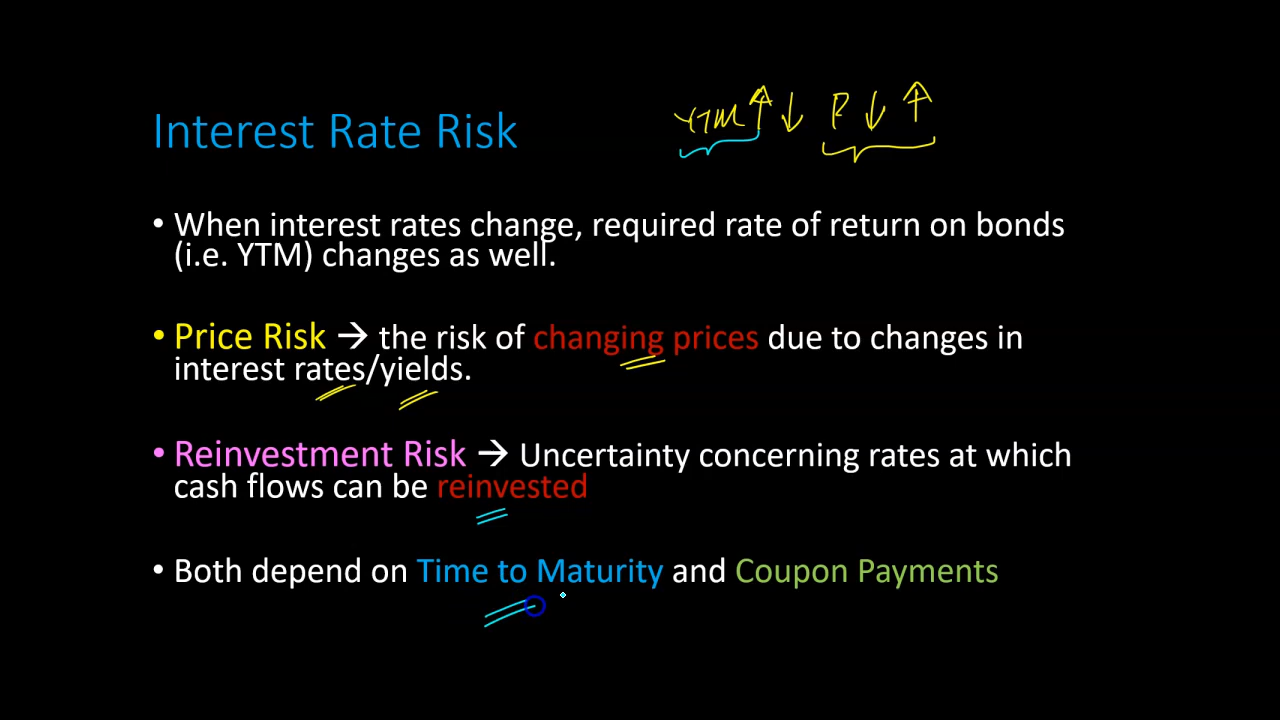 Interest Rate Risk
YTM ↑ ↓ P ↓ ↑
• When interest rates change, required rate of return on bonds
(i.e. YTM) changes as well.
• Price Risk → the risk of changing prices due to changes in
interest rates/yields.
• Reinvestment Risk → Uncertainty concerning rates at which
cash flows can be reinvested
• Both depend on Time to Maturity and Coupon Payments